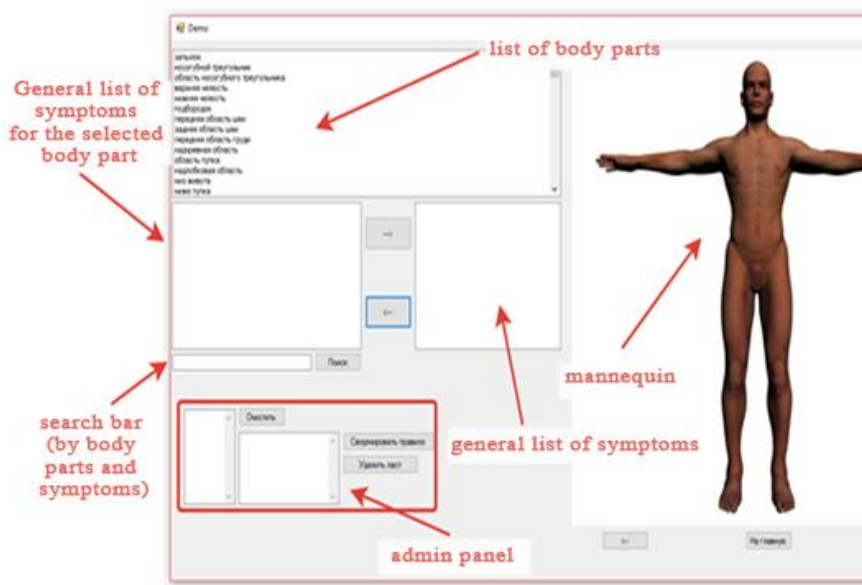 Demo
затылок
носогубной треугольник
область носогубного треугольника
верхняя челюсть
нижняя челюсть
подбородок
передняя область шеи
задняя область шеи
передняя область груди
надчревная область
область пупка
надлобковая область
низ живота
ниже пупка
list of body parts
General list of
symptoms
for the selected
body part
Поиск
mannequin
search bar
(by body
parts and
symptoms)
Очистить
Сформировать правило
Удалить лист
general list of symptoms
admin panel
На главную